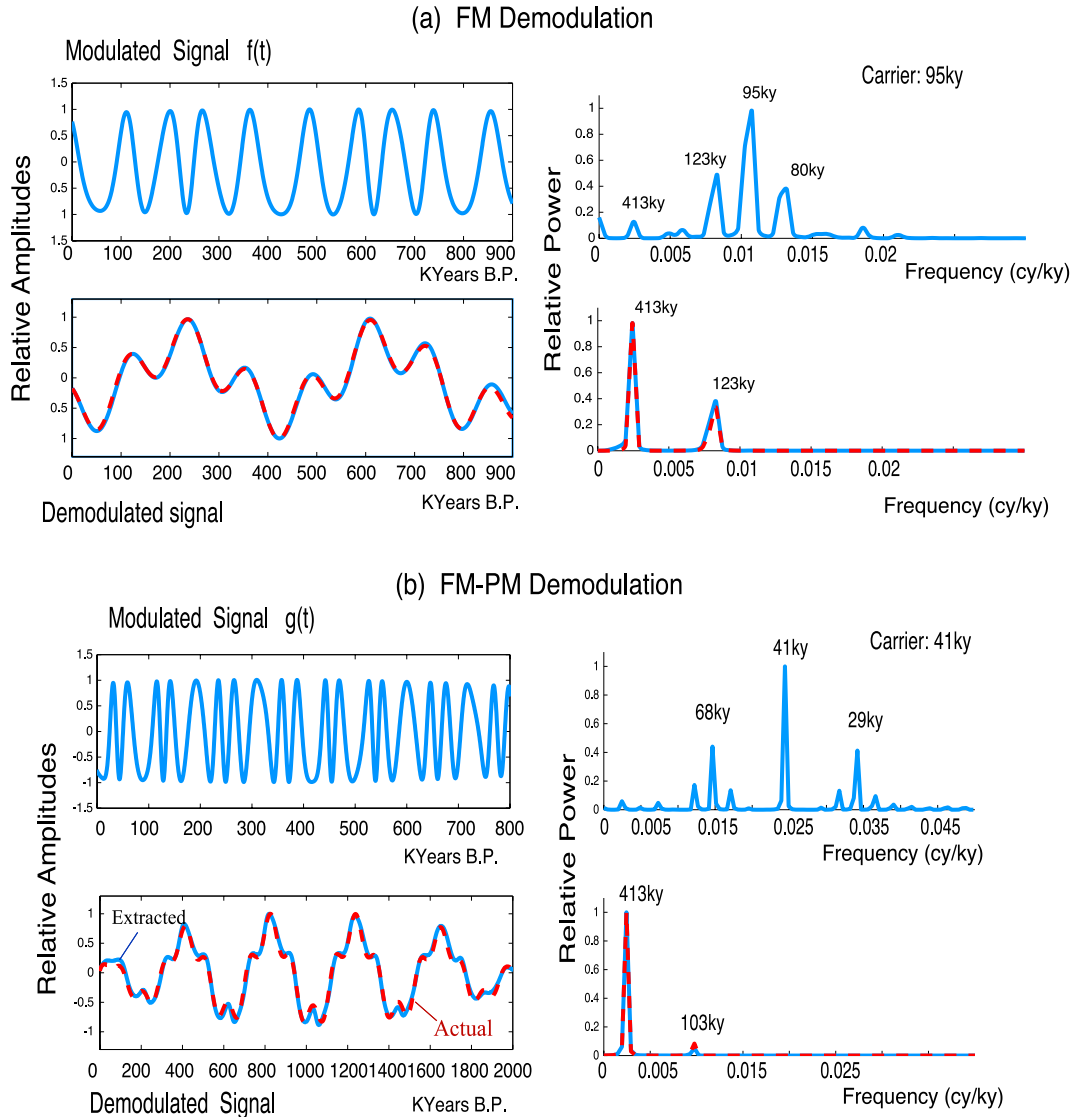 (a) FM Demodulation
Modulated Signal f(t)
Relative Amplitudes
1.5
1
0.5
0
0.5
1
1.5
0 100 200 300 400 500 600 700 800 900
KYears B.P.
1
0.5
0
0.5
1
0 100 200 300 400 500 600 700 800 900
KYears B.P.
Demodulated signal
Carrier: 95ky
Relative Power
1
0.8
0.6
0.4
0.2
413ky
123ky
95ky
80ky
0 0.005 0.01 0.015 0.02
Frequency (cy/ky)
1
0.8
0.6
0.4
0.2
0
413ky
123ky
0 0.005 0.01 0.015 0.02
Frequency (cy/ky)
(b) FM-PM Demodulation
Modulated Signal g(t)
Relative Amplitudes
1.5
1
0.5
0
-0.5
-1
-1.5
0 100 200 300 400 500 600 700 800
KYears B.P.
1
0.5
0
-0.5
-1
Extracted
Actual
0 200 400 600 800 1000 1200 1400 1600 1800 2000
KYears B.P.
Demodulated Signal
Carrier: 41ky
Relative Power
1
0.8
0.6
0.4
0.2
0
68ky
41ky
29ky
0 0.005 0.015 0.025 0.035 0.045
Frequency (cy/ky)
1
0.8
0.6
0.4
0.2
0
413ky
103ky
0 0.005 0.015 0.025
Frequency (cy/ky)